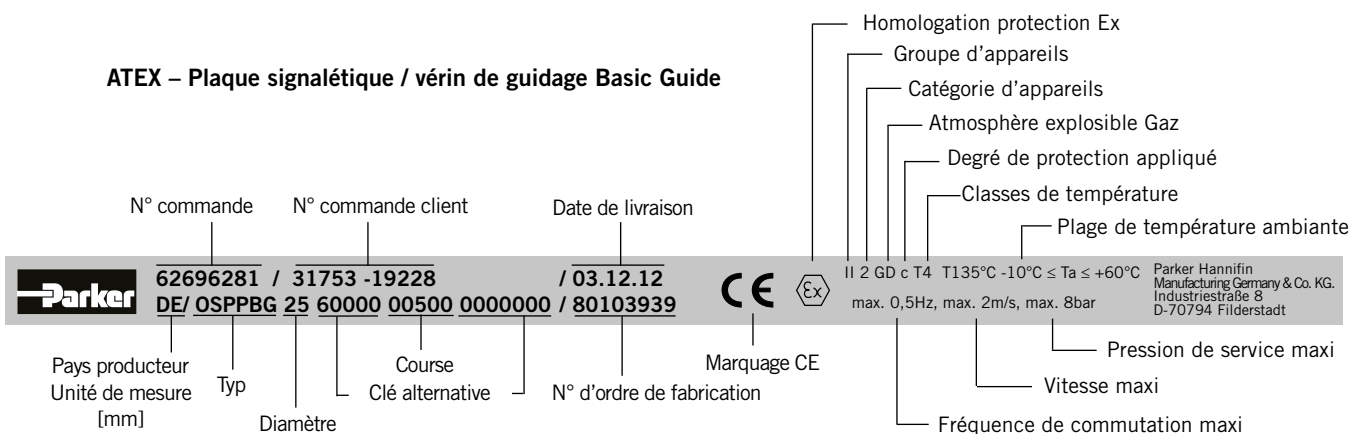 Homologation protection Ex
Groupe d'appareils
ATEX – Plaque signalétique / vérin de guidage Basic Guide
Catégorie d'appareils
Atmosphère explosible Gaz
Degré de protection appliqué
Classes de température
N° commande N° commande client Date de livraison
Plage de température ambiante
Parker
62696281 / 31753 -19228 / 03.12.12
DE/ OSPPBG 25 60000 00500 0000000 / 80103939
CE
Ex
II 2 GD c T4 T135°C -10°C ≤ Ta ≤ +60°C
max. 0,5Hz, max. 2m/s, max. 8bar
Parker Hannifin
Manufacturing Germany & Co. KG.
Industriestraße 8
D-70794 Filderstadt
Pays producteur
Unité de mesure
[mm]
Typ
Diamètre
Course
Clé alternative
N° d'ordre de fabrication
Marquage CE
Pression de service maxi
Vitesse maxi
Fréquence de commutation maxi